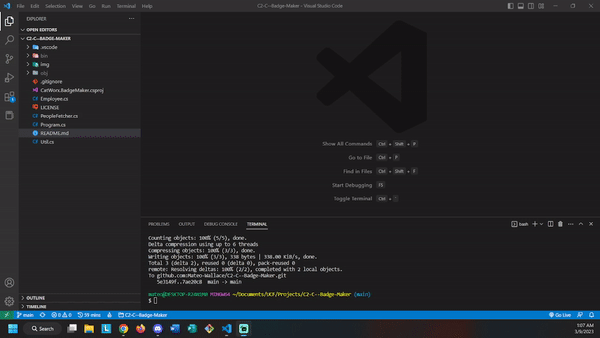 File Edit Selection View Go Run Terminal Help
C2-C--Badge-Maker - Visual Studio Code
EXPLORER
OPEN EDITORS
C2-C--BADGE-MAKER
.vscode
bin
img
obj
.gitignore
CatWorx.BadgeMaker.csproj
Employee.cs
LICENSE
PeopleFetcher.cs
Program.cs
README.md
Util.cs
OUTLINE
TIMELINE
Show All Commands Ctrl + Shift + P
Go to File Ctrl + P
Find in Files Ctrl + Shift + F
Start Debugging F5
Toggle Terminal Ctrl +
PROBLEMS OUTPUT DEBUG CONSOLE TERMINAL
bash
Counting objects: 100% (5/5), done.
Delta compression using up to 6 threads
Compressing objects: 100% (3/3), done.
Writing objects: 100% (3/3), 338 bytes | 338.00 KiB/s, done.
Total 3 (delta 2), reused 0 (delta 0), pack-reused 0
remote: Resolving deltas: 100% (2/2), completed with 2 local objects.
To github.com:Mateo-Wallace/C2-C--Badge-Maker.git
5e3149f..7ae20c8 main -> main
MINGW64 ~/Documents/UCF/Projects/C2-C--Badge-Maker (main)
$
main 0 0 59 mins C2-C--Badge-Maker Go Live
Search
1:07 AM
3/8/2023